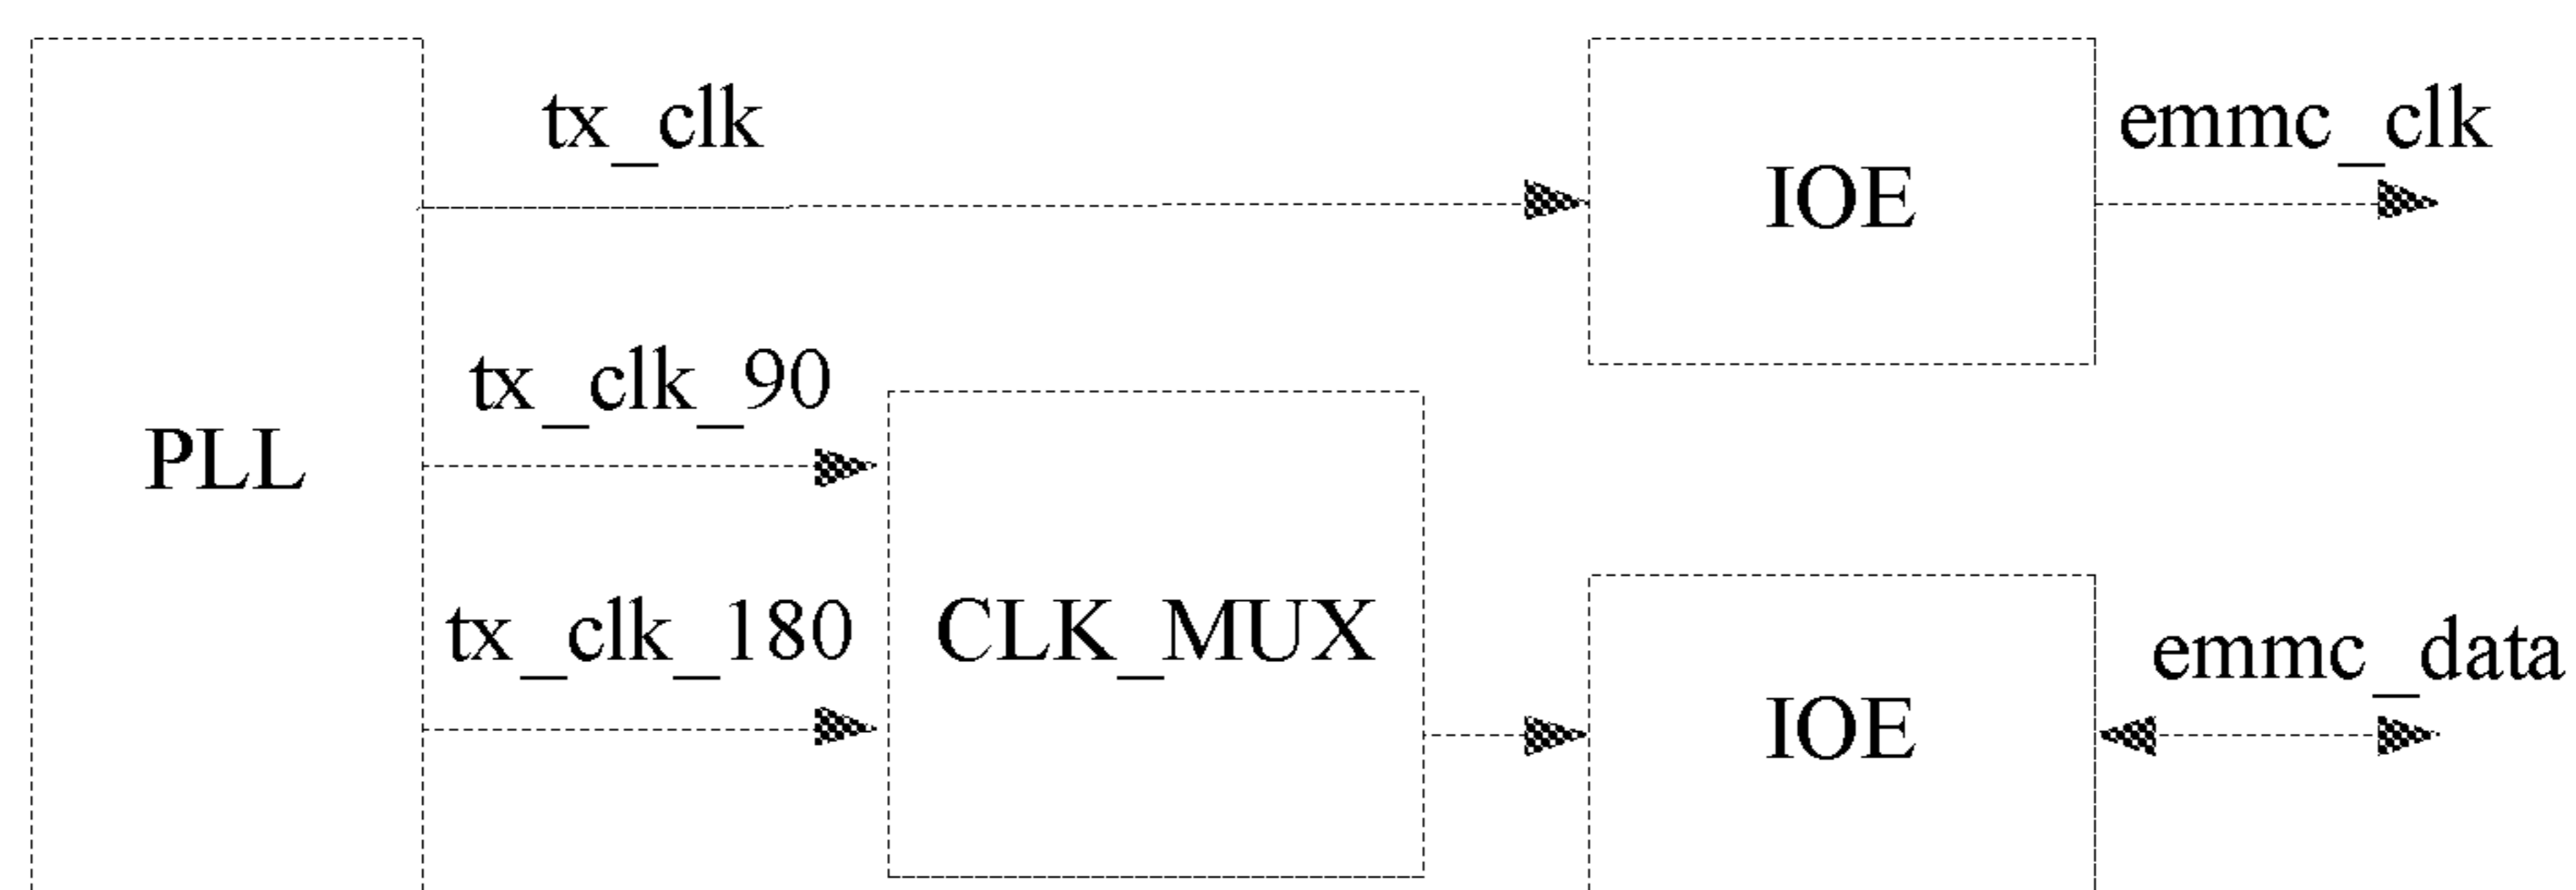 tx_clk
emmc_clk
IOE
tx_clk_90
PLL
tx_clk_180
CLK_MUX
emmc_data
IOE